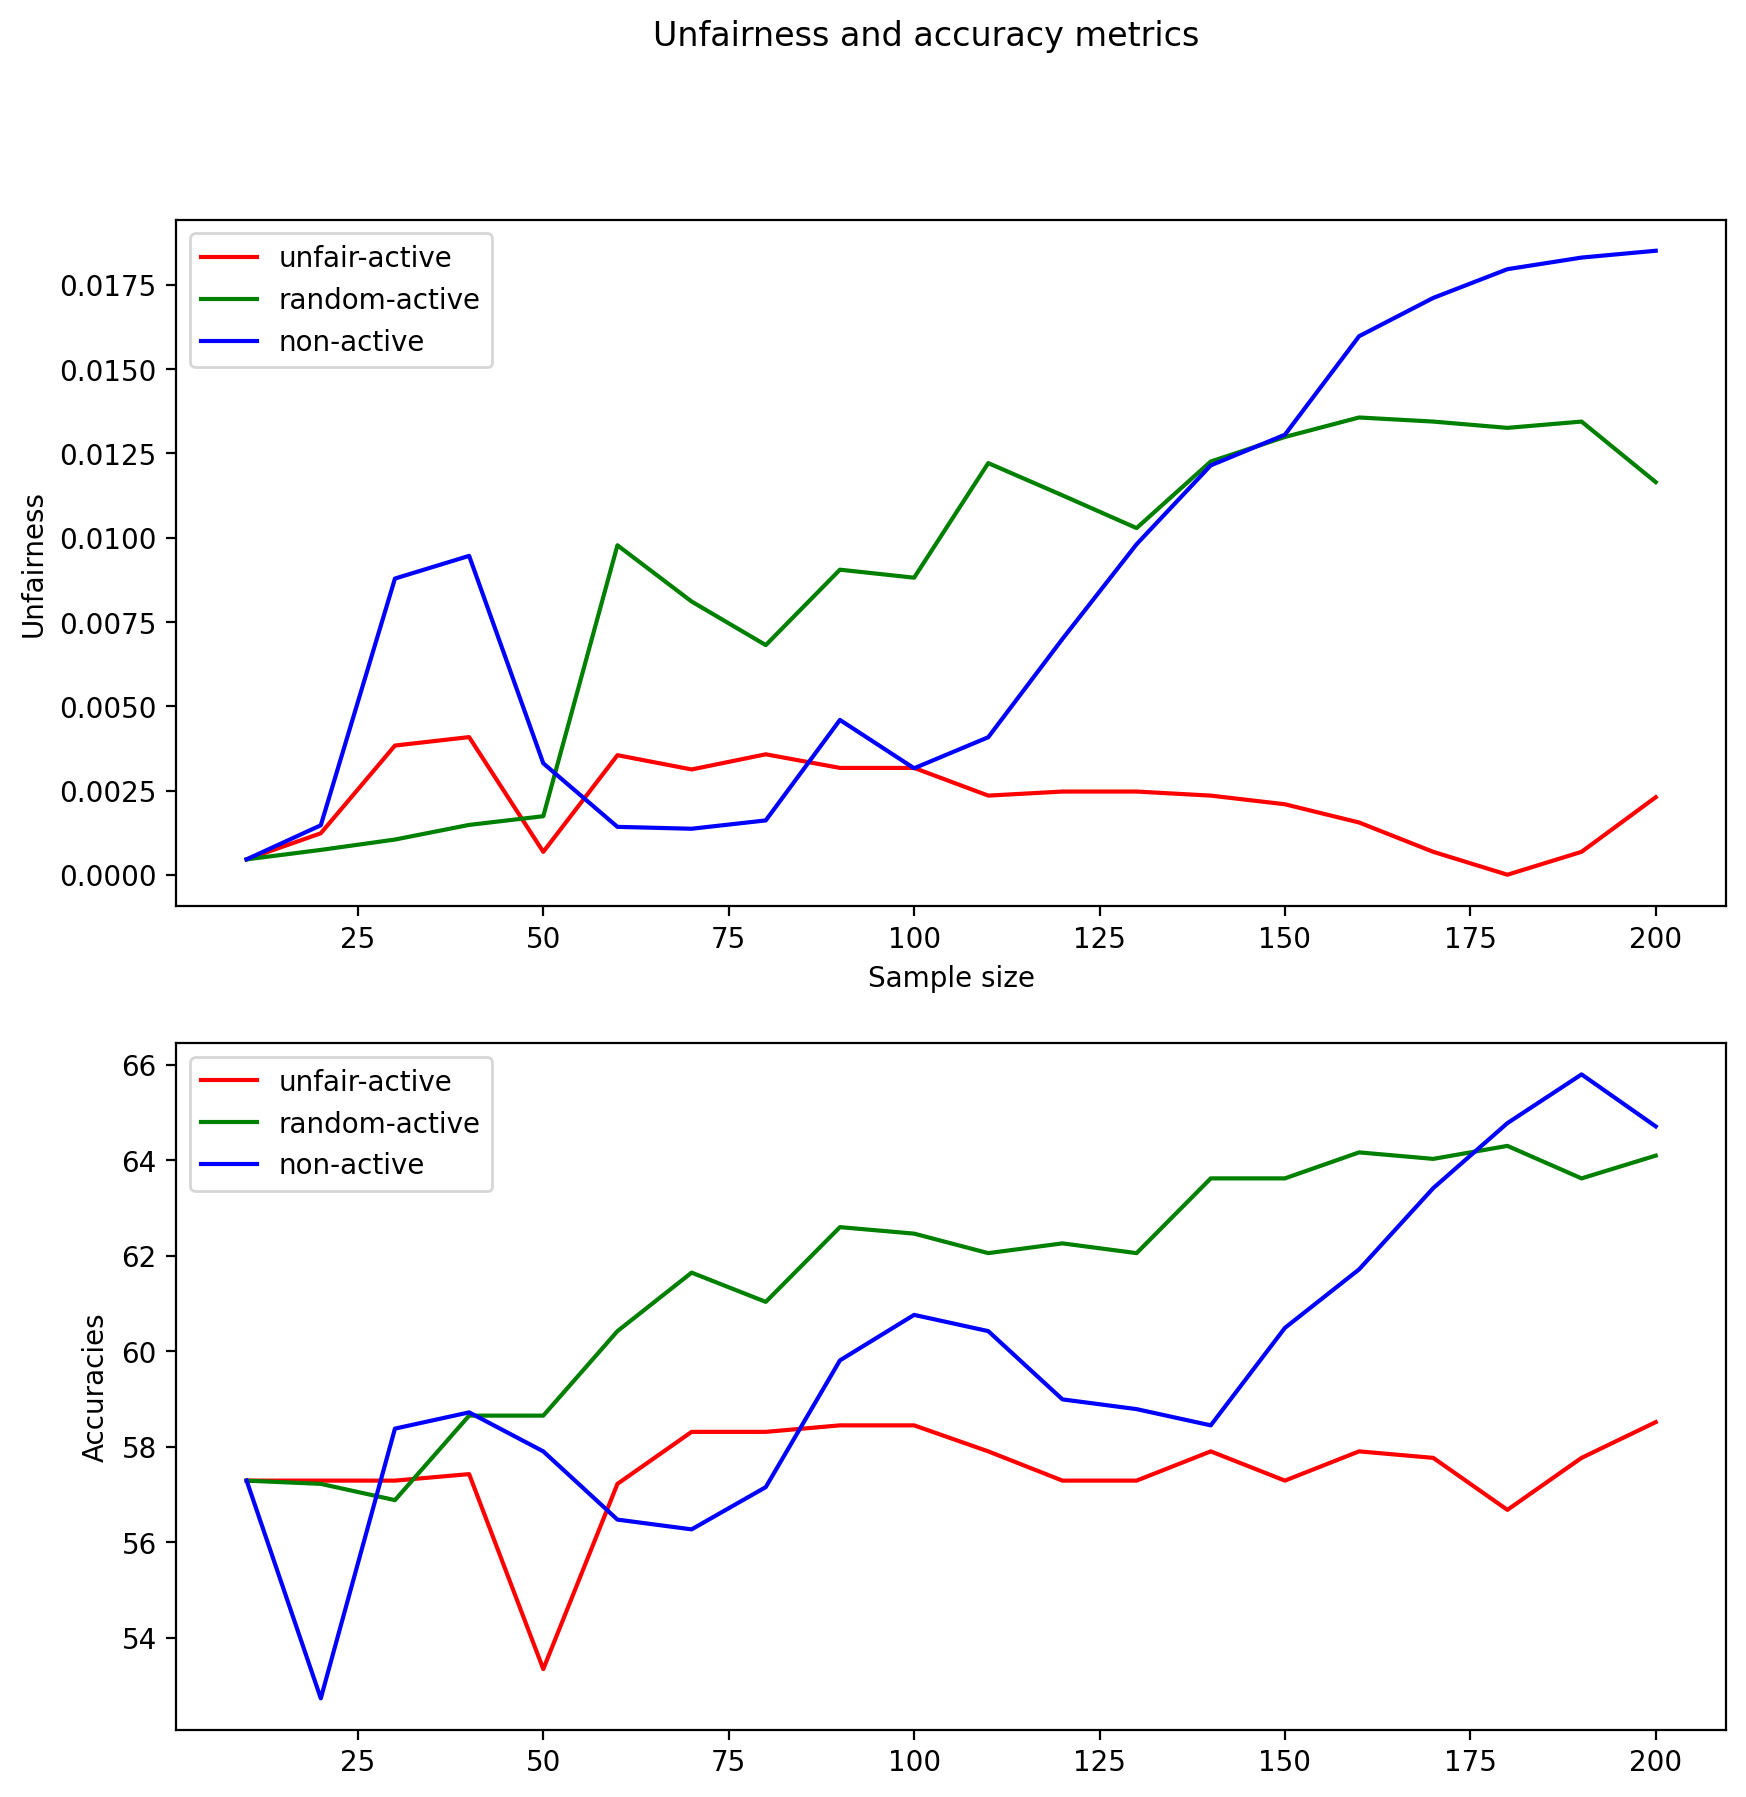 Unfairness and accuracy metrics
unfair-active
random-active
non-active
0.0175
0.0150
0.0125
0.0100
0.0075
0.0050
0.0025
0.0000
Unfairness
25 50 75 100 125 150 175 200
Sample size
unfair-active
random-active
non-active
66
64
62
60
58
56
54
Accuracies
25 50 75 100 125 150 175 200